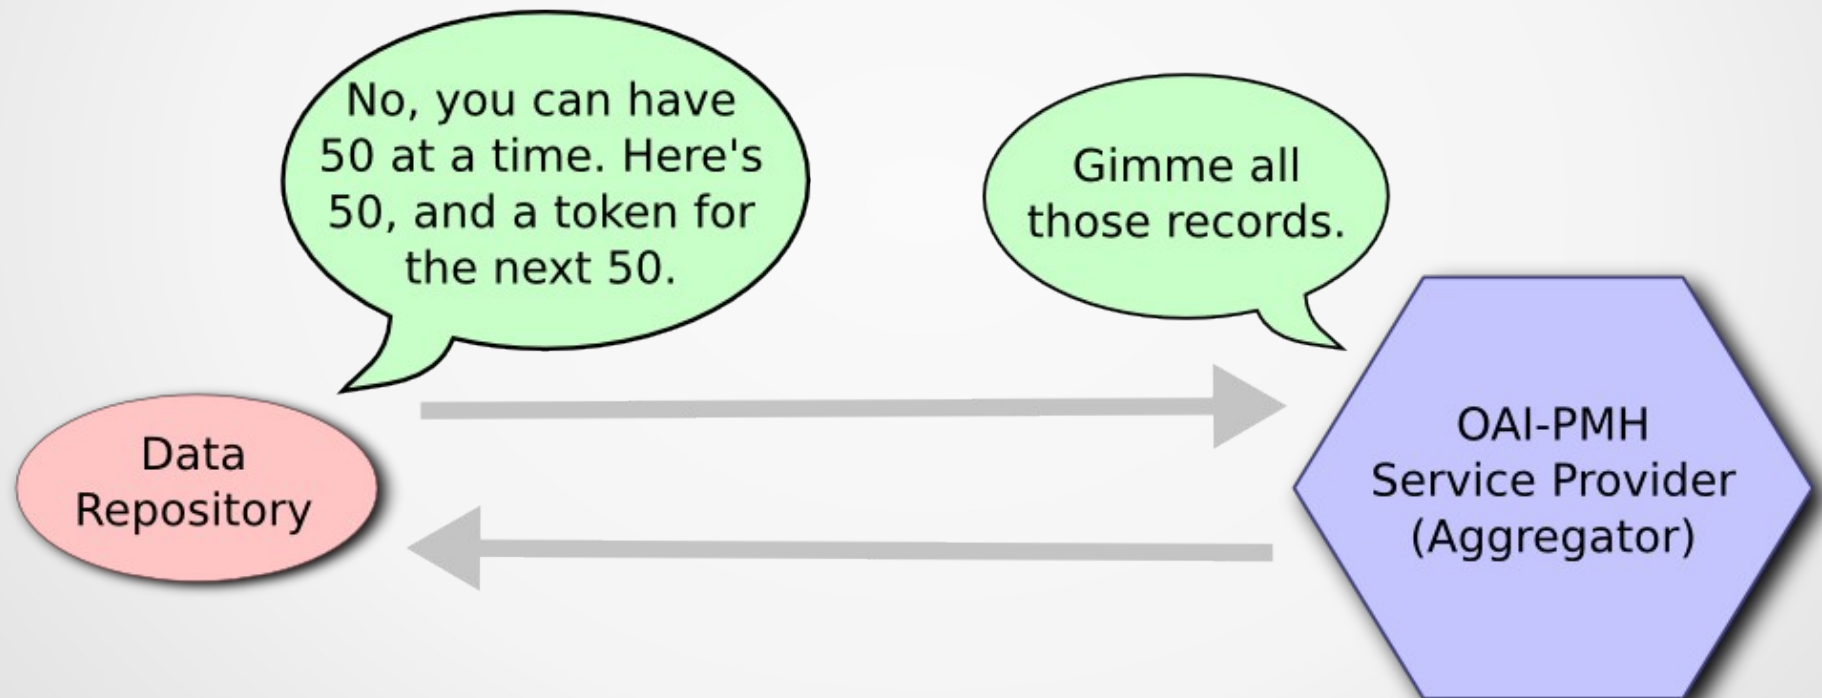 No, you can have
50 at a time. Here's
50, and a token for
the next 50.
Gimme all
those records.
Data
Repository
OAI-PMH
Service Provider
(Aggregator)